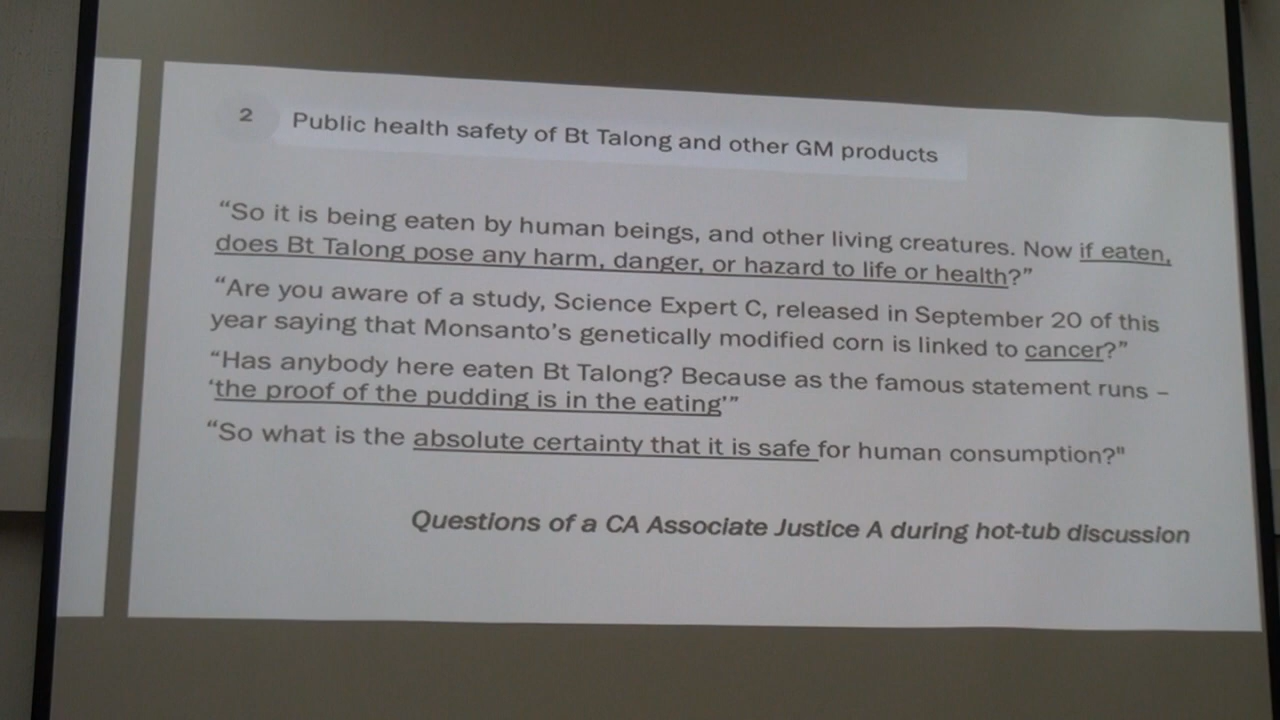 2
Public health safety of Bt Talong and other GM products
“So it is being eaten by human beings, and other living creatures. Now if eaten,
does Bt Talong pose any harm, danger, or hazard to life or health?”
“Are you aware of a study, Science Expert C, released in September 20 of this
year saying that Monsanto’s genetically modified corn is linked to cancer?”
“Has anybody here eaten Bt Talong? Because as the famous statement runs –
‘the proof of the pudding is in the eating’”
“So what is the absolute certainty that it is safe for human consumption?"
Questions of a CA Associate Justice A during hot-tub discussion